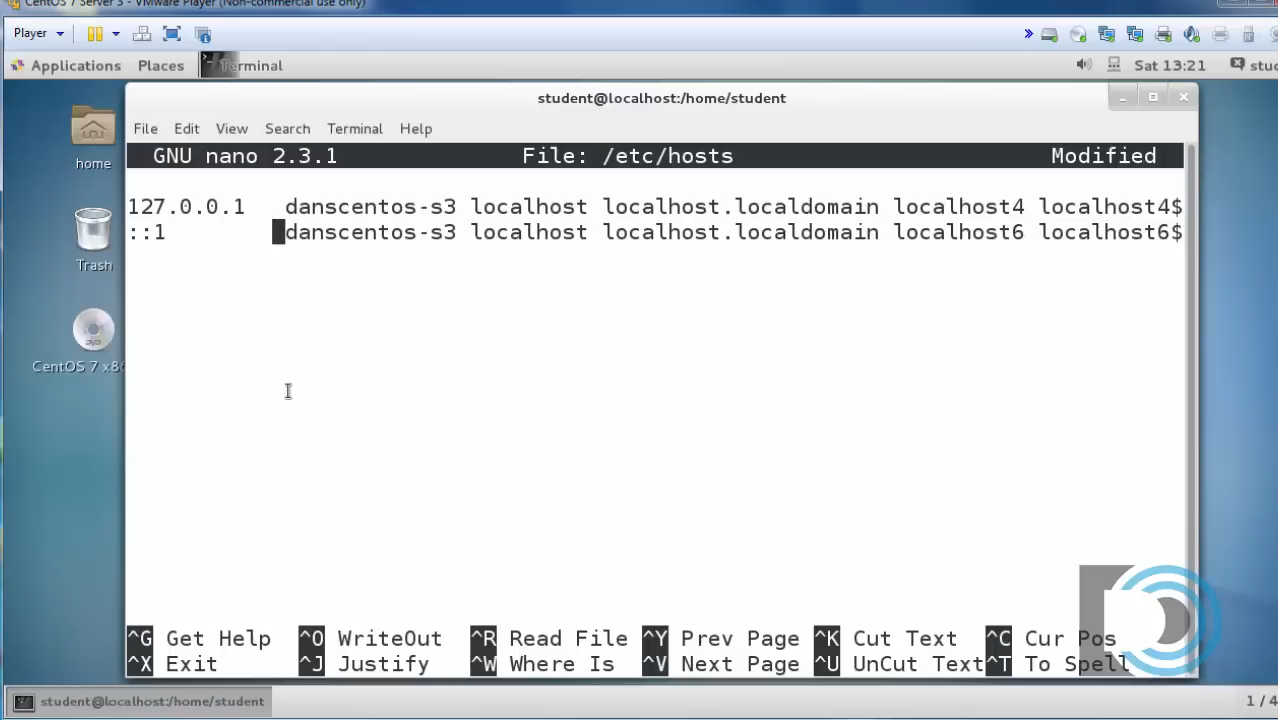 CentOS 7 Server 3 - VMware Player (Non-commercial use only)
Player
Applications Places Terminal Sat 13:21
student@localhost:/home/student
File Edit View Search Terminal Help
GNU nano 2.3.1 File: /etc/hosts Modified
127.0.0.1 danscentos-s3 localhost localhost.localdomain localhost4 localhost4$
::1 danscentos-s3 localhost localhost.localdomain localhost6 localhost6$
home
Trash
DVD
CentOS 7 x8
^G Get Help ^O WriteOut ^R Read File ^Y Prev Page ^K Cut Text ^C Cur Pos
^X Exit ^J Justify ^W Where Is ^V Next Page ^U UnCut Text ^T To Spell
student@localhost:/home/student 1 / 4